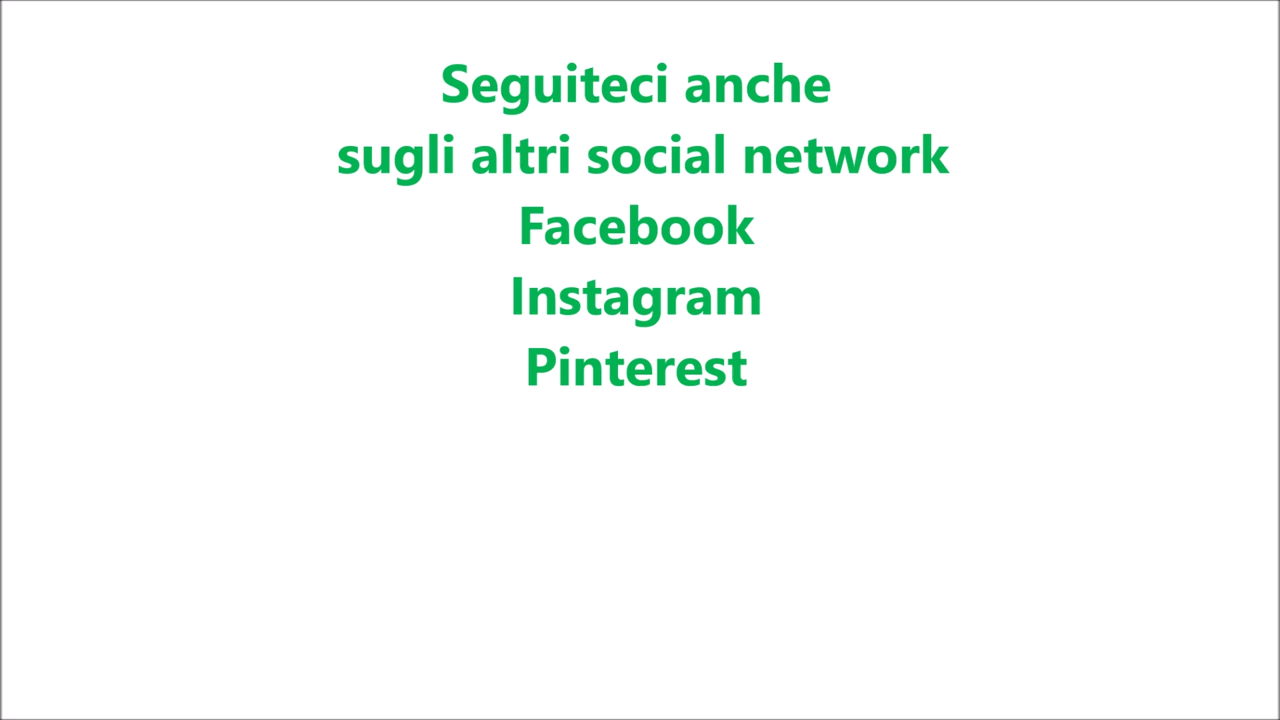 Seguiteci anche
sugli altri social network
Facebook
Instagram
Pinterest